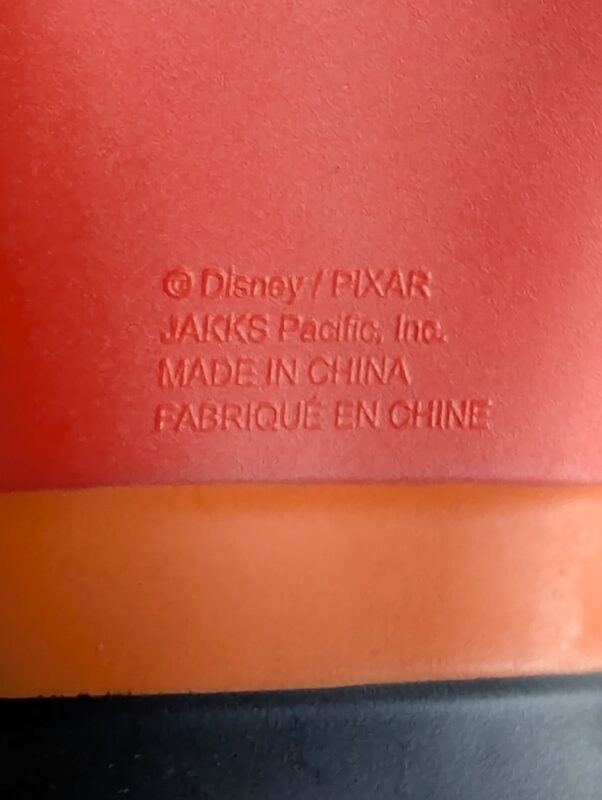 © Disney / PIXAR
JAKKS Pacific, Inc.
MADE IN CHINA
FABRIQUÉ EN CHINE